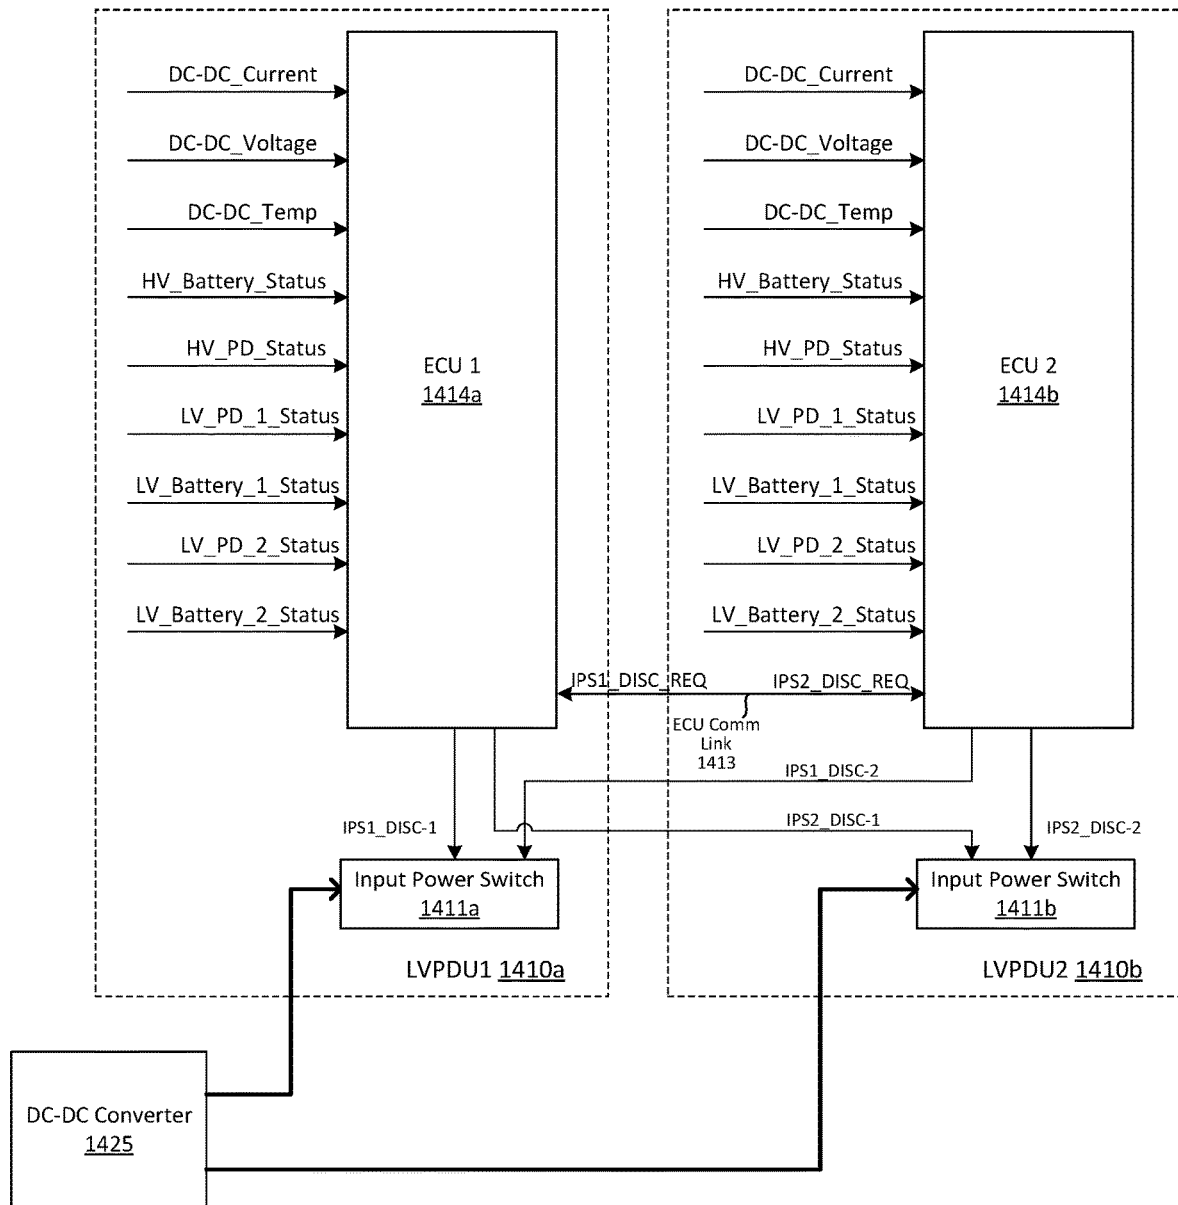 DC-DC_Current
DC-DC_Voltage
DC-DC_Temp
HV_Battery_Status
HV_PD_Status
LV_PD_1_Status
LV_Battery_1_Status
LV_PD_2_Status
LV_Battery_2_Status
ECU 1
1414a
DC-DC_Current
DC-DC_Voltage
DC-DC_Temp
HV_Battery_Status
HV_PD_Status
LV_PD_1_Status
LV_Battery_1_Status
LV_PD_2_Status
LV_Battery_2_Status
ECU 2
1414b
IPS1_DISC_REQ
IPS2_DISC_REQ
ECU Comm
Link
1413
IPS1_DISC-2
IPS1_DISC-1
IPS2_DISC-1
IPS2_DISC-2
Input Power Switch
1411a
Input Power Switch
1411b
LVPDU1 1410a
LVPDU2 1410b
DC-DC Converter
1425